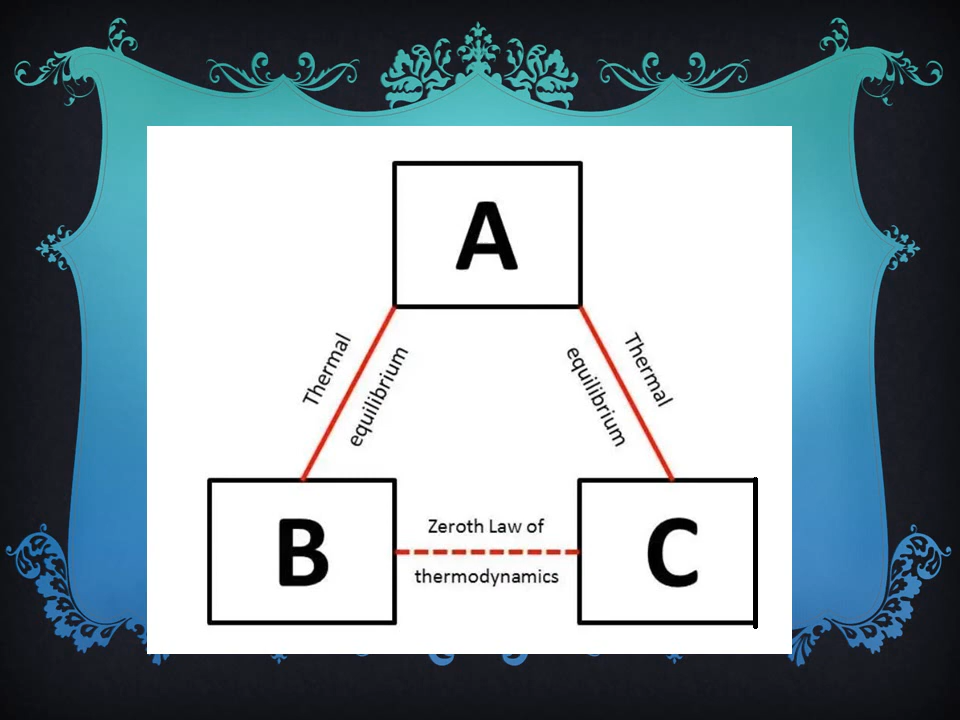 A
Thermal
equilibrium
Thermal
equilibrium
B
Zeroth Law of
thermodynamics
C